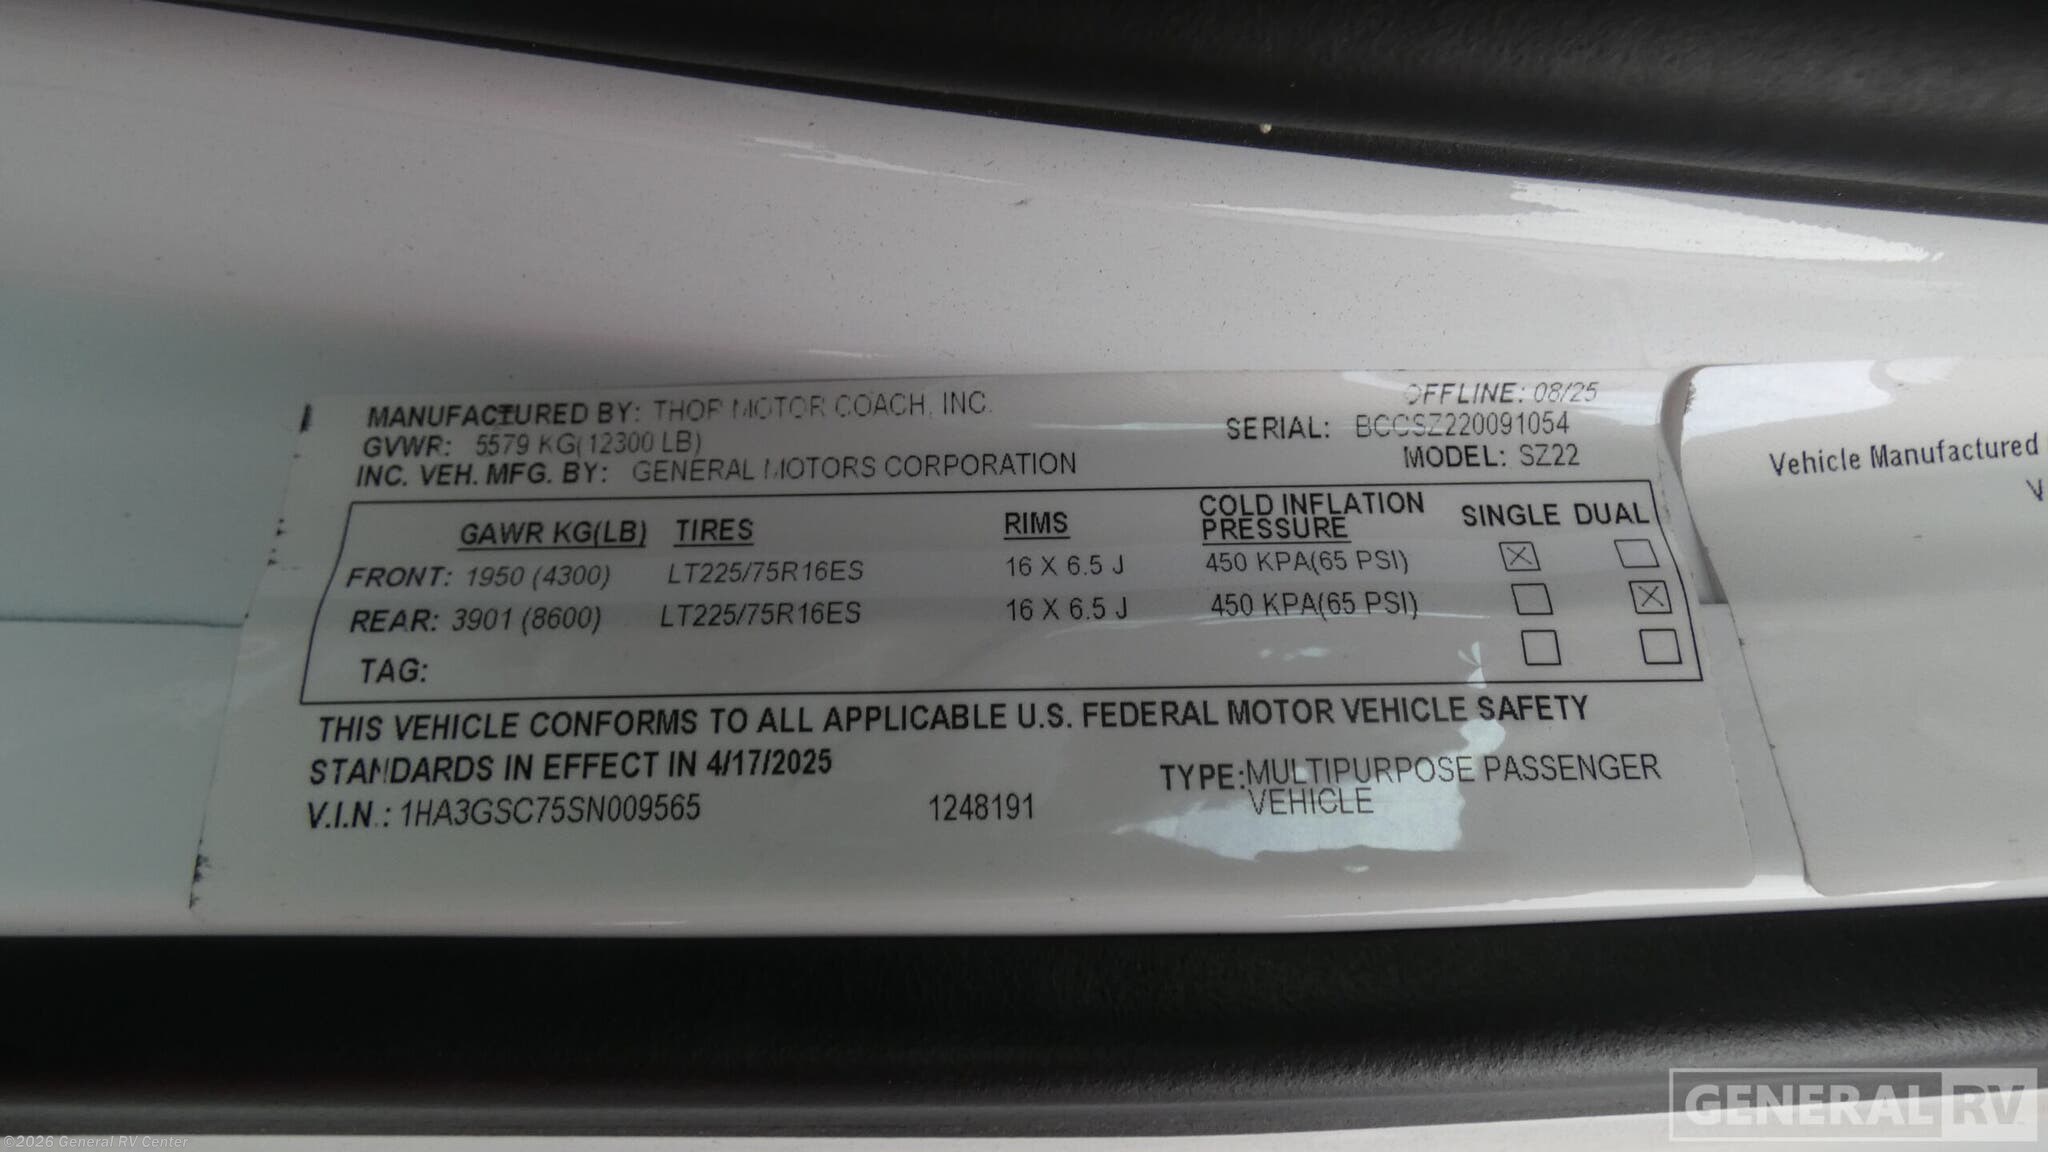 MANUFACTURED BY: THOR MOTOR COACH, INC.
OFFLINE: 08/25
GVWR: 5579 KG(12300 LB)
SERIAL: BCCSZ220091054
INC. VEH. MFG. BY: GENERAL MOTORS CORPORATION
MODEL: SZ22
GAWR KG(LB) TIRES RIMS COLD INFLATION PRESSURE SINGLE DUAL
FRONT: 1950 (4300) LT225/75R16ES 16 X 6.5 J 450 KPA(65 PSI)
REAR: 3901 (8600) LT225/75R16ES 16 X 6.5 J 450 KPA(65 PSI)
TAG:
THIS VEHICLE CONFORMS TO ALL APPLICABLE U.S. FEDERAL MOTOR VEHICLE SAFETY
STANDARDS IN EFFECT IN 4/17/2025
TYPE: MULTIPURPOSE PASSENGER
VEHICLE
V.I.N.: 1HA3GSC75SN009565 1248191
Vehicle Manufactured
V
GENERAL RV
©2026 General RV Center